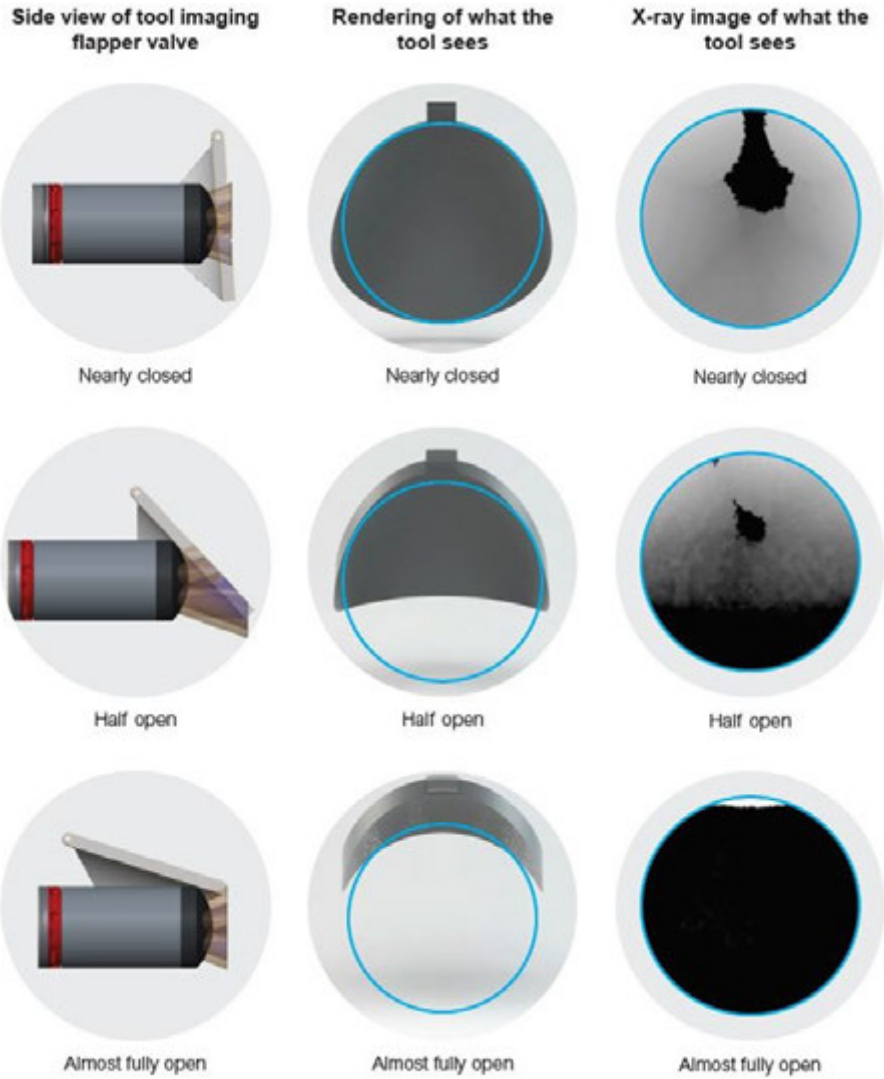 Side view of tool imaging
flapper valve
Rendering of what the
tool sees
X-ray image of what the
tool sees
Nearly closed
Nearly closed
Nearly closed
Half open
Half open
Half open
Almost fully open
Almost fully open
Almost fully open